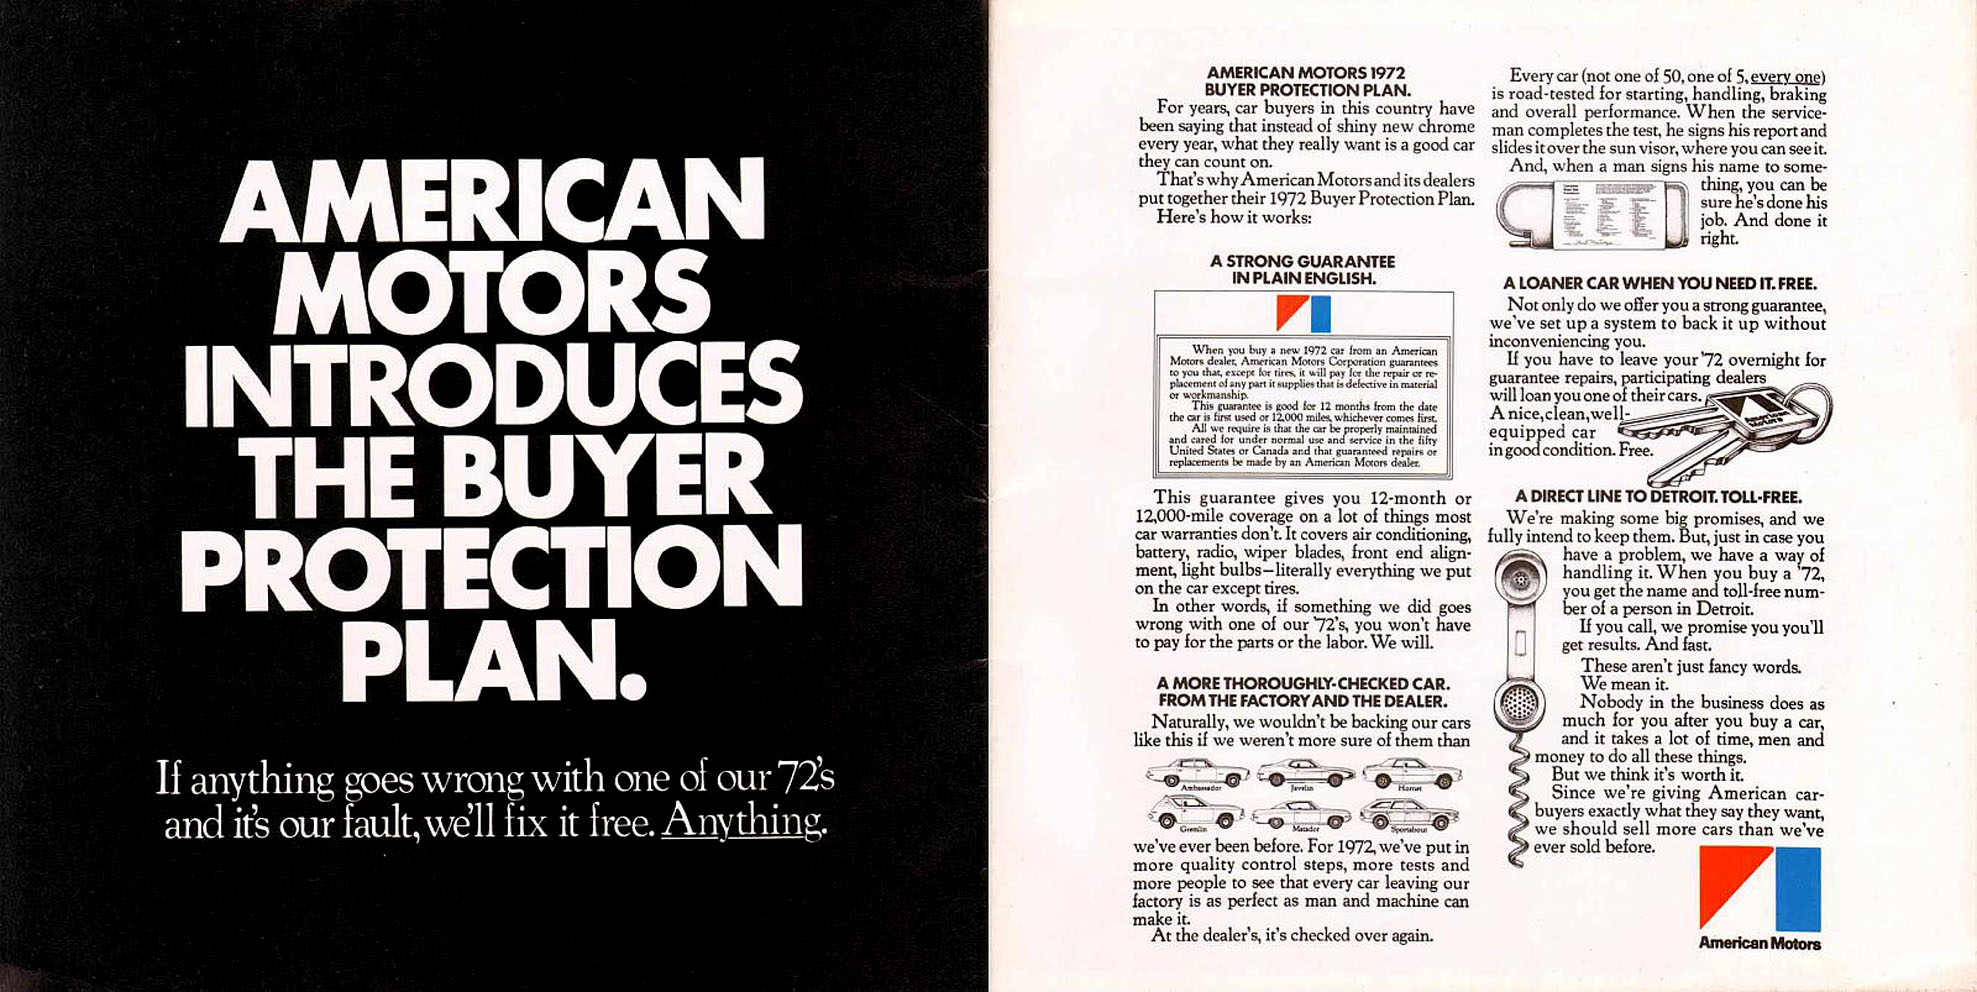 AMERICAN
MOTORS
INTRODUCES
THE BUYER
PROTECTION
PLAN.
If anything goes wrong with one of our 72's
and it's our fault, we'll fix it free. Anything.
AMERICAN MOTORS 1972
BUYER PROTECTION PLAN.
For years, car buyers in this country have
been saying that instead of shiny new chrome
every year, what they really want is a good car
they can count on.
That's why American Motors and its dealers
put together their 1972 Buyer Protection Plan.
Here's how it works:
A STRONG GUARANTEE
IN PLAIN ENGLISH.
When you buy a new 1972 car from an American
Motors dealer, American Motors Corporation guarantees
to you that, except for tires, it will pay for the repair or re-
placement of any part it supplies that is defective in material
or workmanship.
This guarantee is good for 12 months from the date
the car is first used or 12,000 miles, whichever comes first.
All we require is that the car be properly maintained
and cared for under normal use and service in the fifty
United States or Canada and that guaranteed repairs or
replacements be made by an American Motors dealer.
This guarantee gives you 12-month or
12,000-mile coverage on a lot of things most
car warranties don't. It covers air conditioning,
battery, radio, wiper blades, front end align-
ment, light bulbs—literally everything we put
on the car except tires.
In other words, if something we did goes
wrong with one of our '72's, you won't have
to pay for the parts or the labor. We will.
A MORE THOROUGHLY-CHECKED CAR.
FROM THE FACTORY AND THE DEALER.
Naturally, we wouldn't be backing our cars
like this if we weren't more sure of them than
Ambassador Javelin Hornet
Gremlin Matador Sportabout
we've ever been before. For 1972, we've put in
more quality control steps, more tests and
more people to see that every car leaving our
factory is as perfect as man and machine can
make it.
At the dealer's, it's checked over again.
Every car (not one of 50, one of 5, every one)
is road-tested for starting, handling, braking
and overall performance. When the service-
man completes the test, he signs his report and
slides it over the sun visor, where you can see it.
And, when a man signs his name to some-
thing, you can be
sure he's done his
job. And done it
right.
A LOANER CAR WHEN YOU NEED IT. FREE.
Not only do we offer you a strong guarantee,
we've set up a system to back it up without
inconveniencing you.
If you have to leave your '72 overnight for
guarantee repairs, participating dealers
will loan you one of their cars.
A nice, clean, well-
equipped car
in good condition. Free.
American
Motors
A DIRECT LINE TO DETROIT. TOLL-FREE.
We're making some big promises, and we
fully intend to keep them. But, just in case you
have a problem, we have a way of
handling it. When you buy a '72,
you get the name and toll-free num-
ber of a person in Detroit.
If you call, we promise you you'll
get results. And fast.
These aren't just fancy words.
We mean it.
Nobody in the business does as
much for you after you buy a car,
and it takes a lot of time, men and
money to do all these things.
But we think it's worth it.
Since we're giving American car-
buyers exactly what they say they want,
we should sell more cars than we've
ever sold before.
American Motors